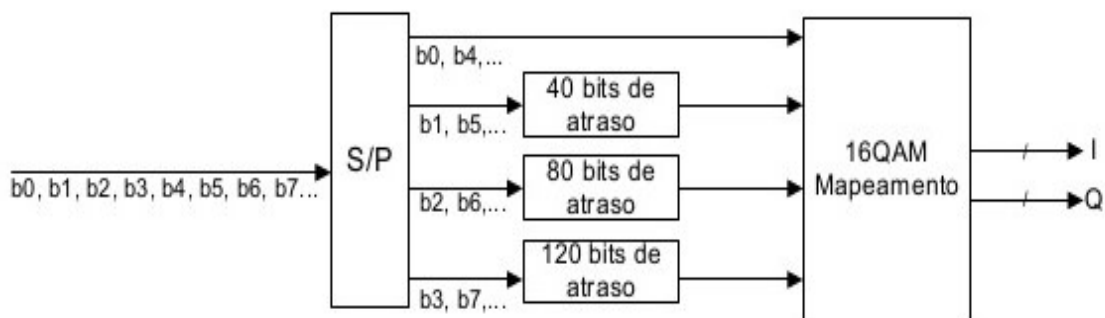 b0, b1, b2, b3, b4, b5, b6, b7...
S/P
b0, b4,...
b1, b5,...
40 bits de
atraso
b2, b6,...
80 bits de
atraso
b3, b7,...
120 bits de
atraso
16QAM
Mapeamento
I
Q